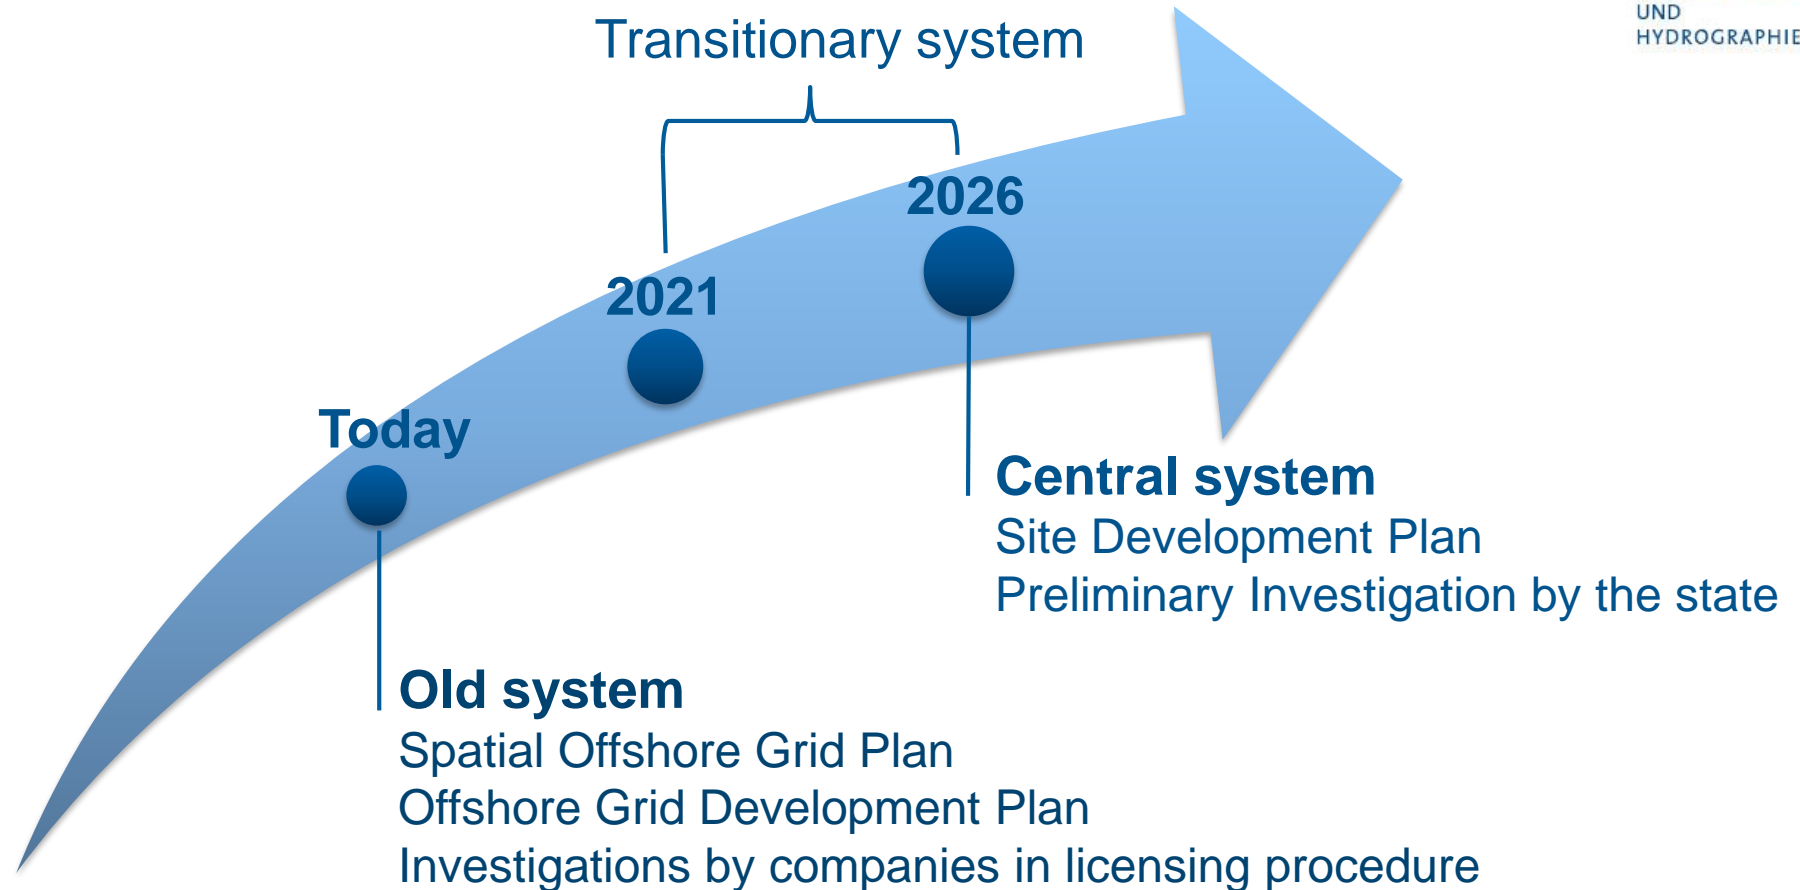 UND
HYDROGRAPHIE
Transitionary system
2026
2021
Today
Central system
Site Development Plan
Preliminary Investigation by the state
Old system
Spatial Offshore Grid Plan
Offshore Grid Development Plan
Investigations by companies in licensing procedure